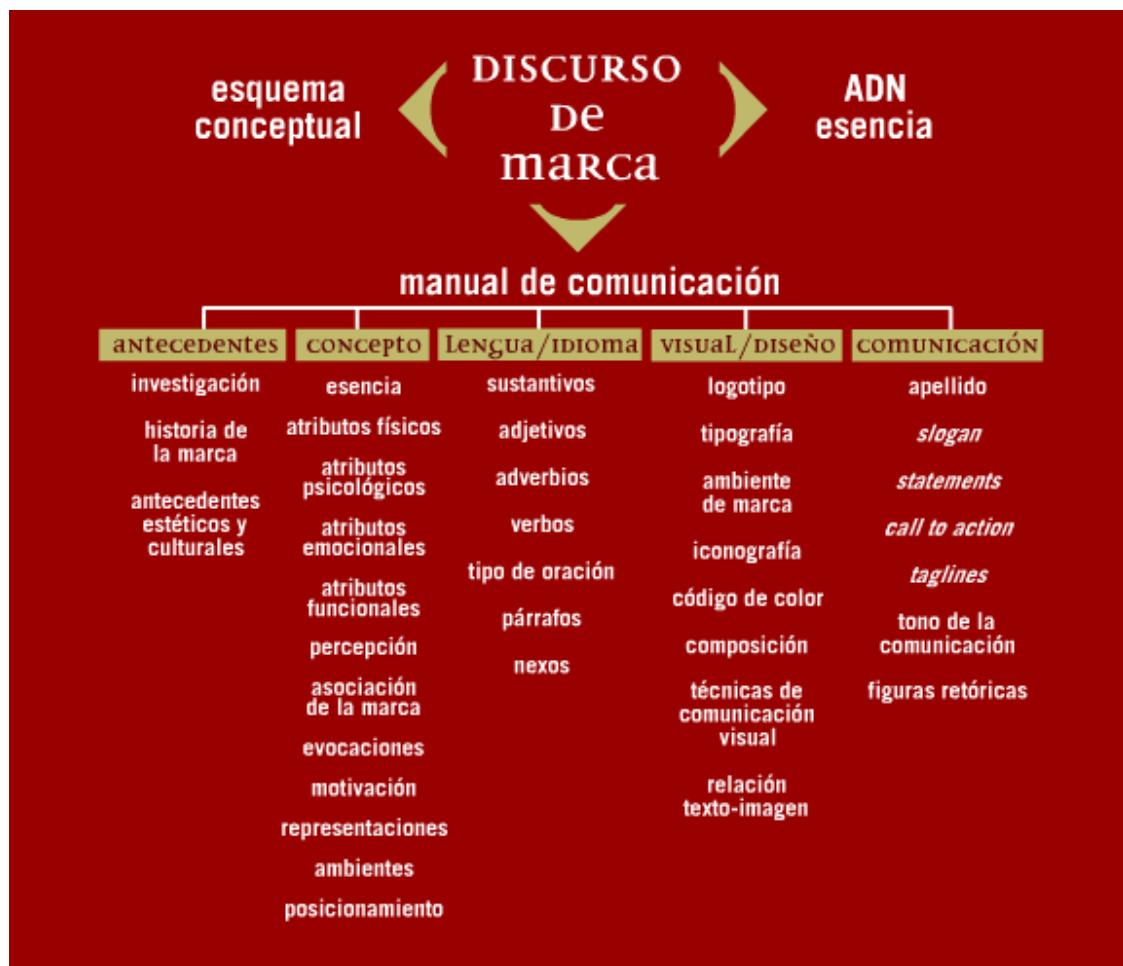 esquema
conceptual
DISCURSO
De
maRca
ADN
esencia
manual de comunicación
anteceDentes
investigación
historia de
la marca
antecedentes
estéticos y
culturales
concepto
esencia
atributos físicos
atributos
psicológicos
atributos
emocionales
atributos
funcionales
percepción
asociación
de la marca
evocaciones
motivación
representaciones
ambientes
posicionamiento
Lengua/Idioma
sustantivos
adjetivos
adverbios
verbos
tipo de oración
párrafos
nexos
visual/Diseño
logotipo
tipografía
ambiente
de marca
iconografía
código de color
composición
técnicas de
comunicación
visual
relación
texto-imagen
comunicación
apellido
slogan
statements
call to action
taglines
tono de la
comunicación
figuras retóricas